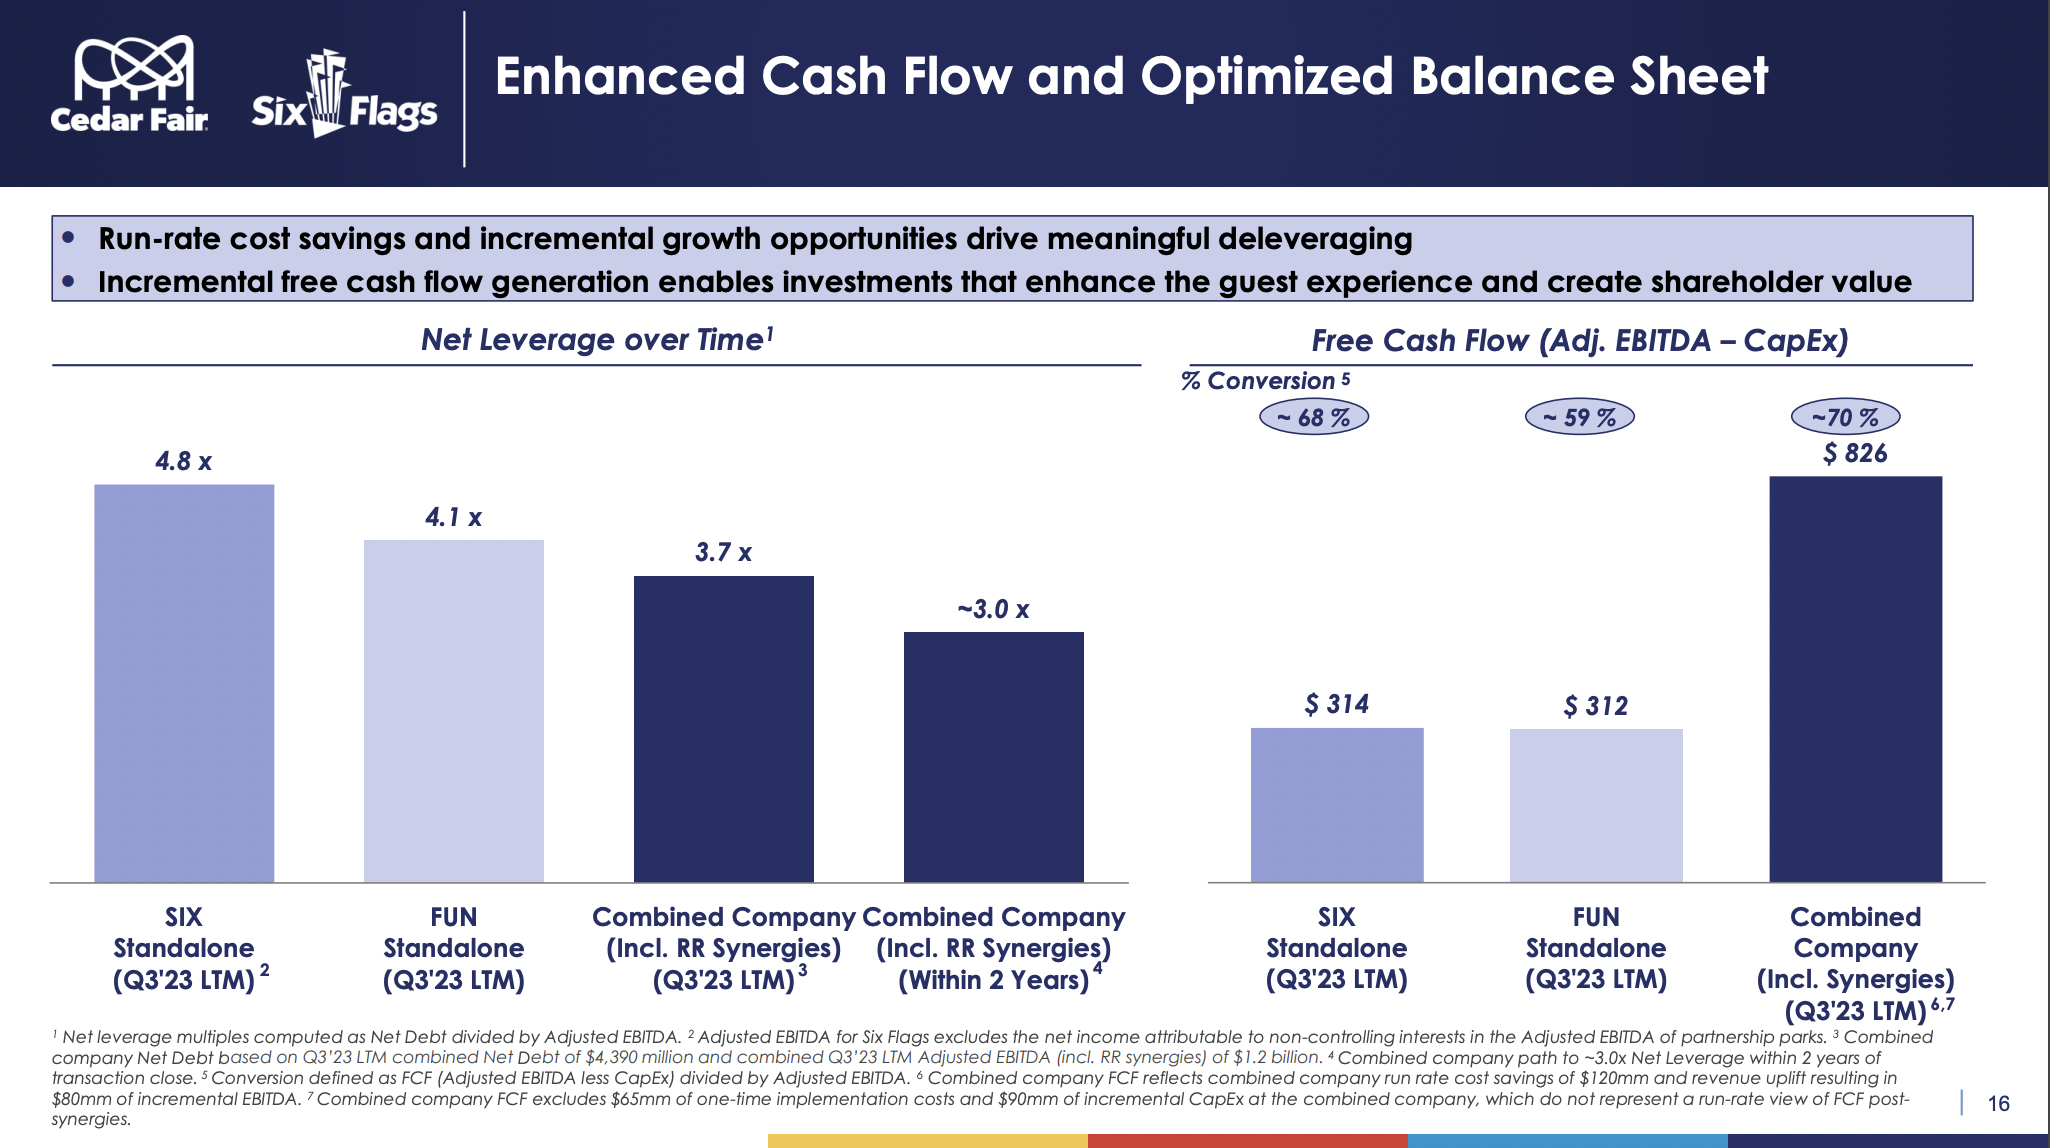 Cedar Fair
Six Flags
Enhanced Cash Flow and Optimized Balance Sheet
• Run-rate cost savings and incremental growth opportunities drive meaningful deleveraging
• Incremental free cash flow generation enables investments that enhance the guest experience and create shareholder value
Net Leverage over Time¹
4.8 x
4.1 x
3.7 x
~3.0 x
SIX
Standalone
(Q3'23 LTM) ²
FUN
Standalone
(Q3'23 LTM)
Combined Company
(Incl. RR Synergies)
(Q3'23 LTM) ³
Combined Company
(Incl. RR Synergies)
(Within 2 Years) ⁴
Free Cash Flow (Adj. EBITDA – CapEx)
% Conversion ⁵
~ 68 %
~ 59 %
~70 %
$ 314
$ 312
$ 826
SIX
Standalone
(Q3'23 LTM)
FUN
Standalone
(Q3'23 LTM)
Combined
Company
(Incl. Synergies)
(Q3'23 LTM) ⁶,⁷
¹ Net leverage multiples computed as Net Debt divided by Adjusted EBITDA. ² Adjusted EBITDA for Six Flags excludes the net income attributable to non-controlling interests in the Adjusted EBITDA of partnership parks. ³ Combined
company Net Debt based on Q3'23 LTM combined Net Debt of $4,390 million and combined Q3'23 LTM Adjusted EBITDA (incl. RR synergies) of $1.2 billion. ⁴ Combined company path to ~3.0x Net Leverage within 2 years of
transaction close. ⁵ Conversion defined as FCF (Adjusted EBITDA less CapEx) divided by Adjusted EBITDA. ⁶ Combined company FCF reflects combined company run rate cost savings of $120mm and revenue uplift resulting in
$80mm of incremental EBITDA. ⁷ Combined company FCF excludes $65mm of one-time implementation costs and $90mm of incremental CapEx at the combined company, which do not represent a run-rate view of FCF post-
synergies.
16